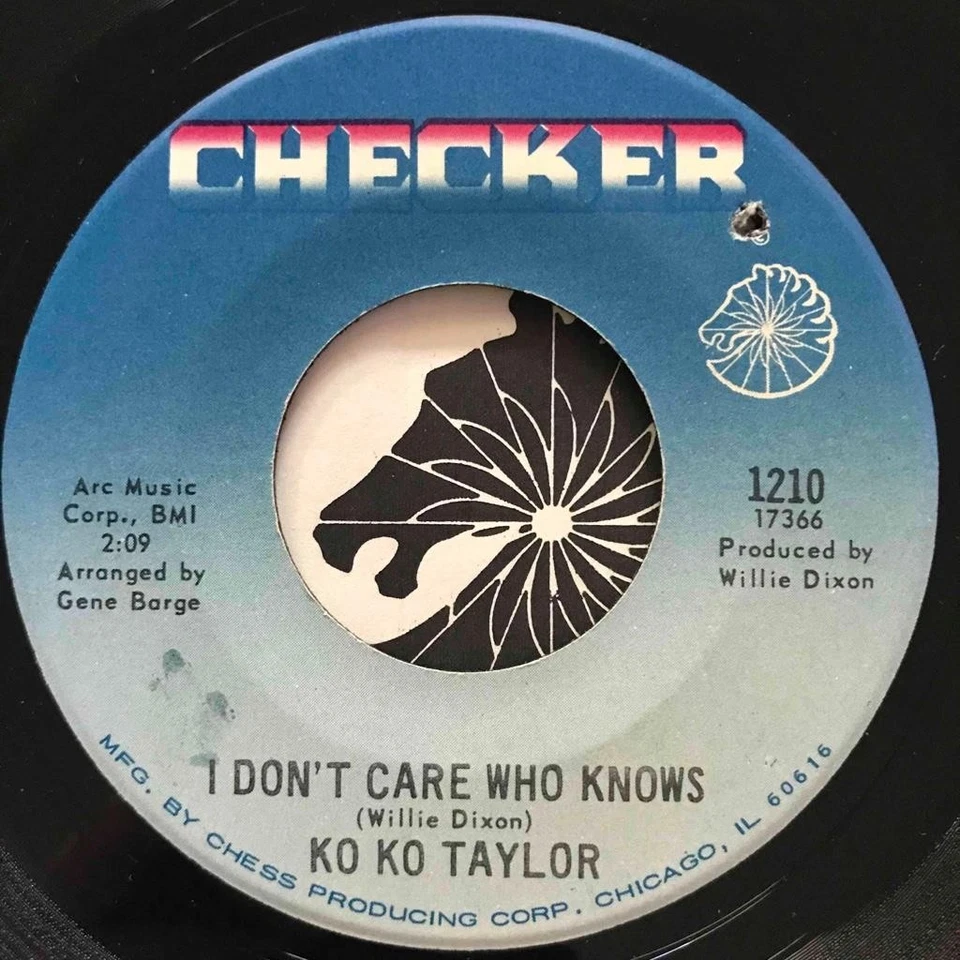 CHECKER
Arc Music
Corp., BMI
2:09
Arranged by
Gene Barge
1210
17366
Produced by
Willie Dixon
I DON'T CARE WHO KNOWS
(Willie Dixon)
KO KO TAYLOR
MFG. BY CHESS PRODUCING CORP. CHICAGO, IL 60616